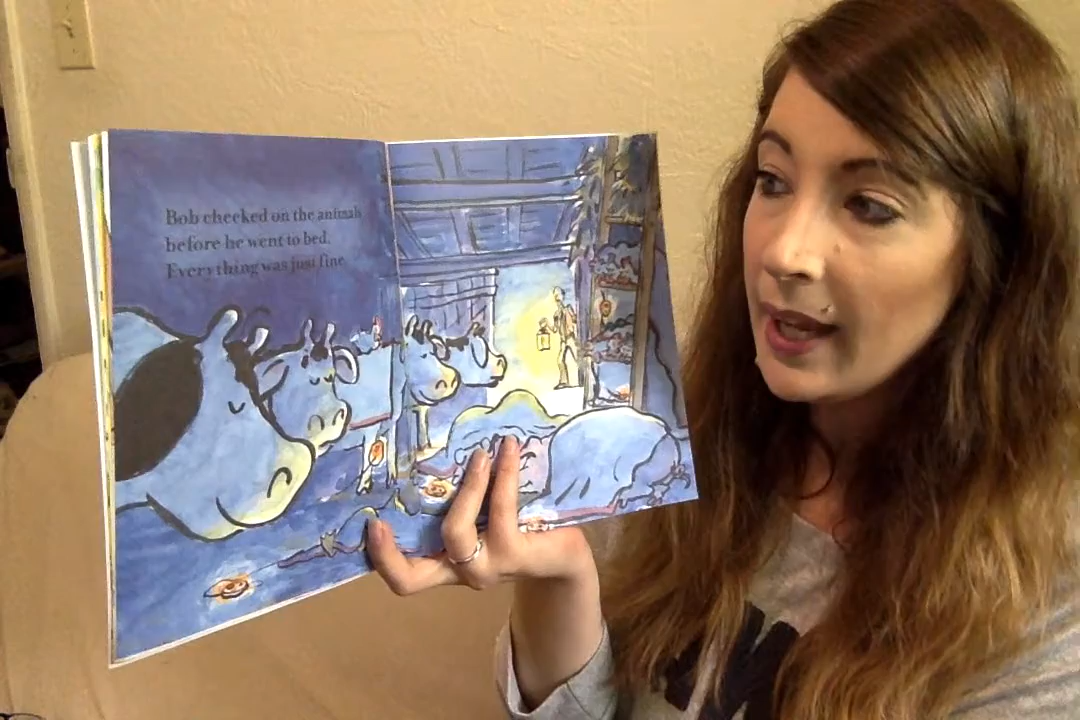 Bob checked on the animals
before he went to bed.
Everything was just fine.